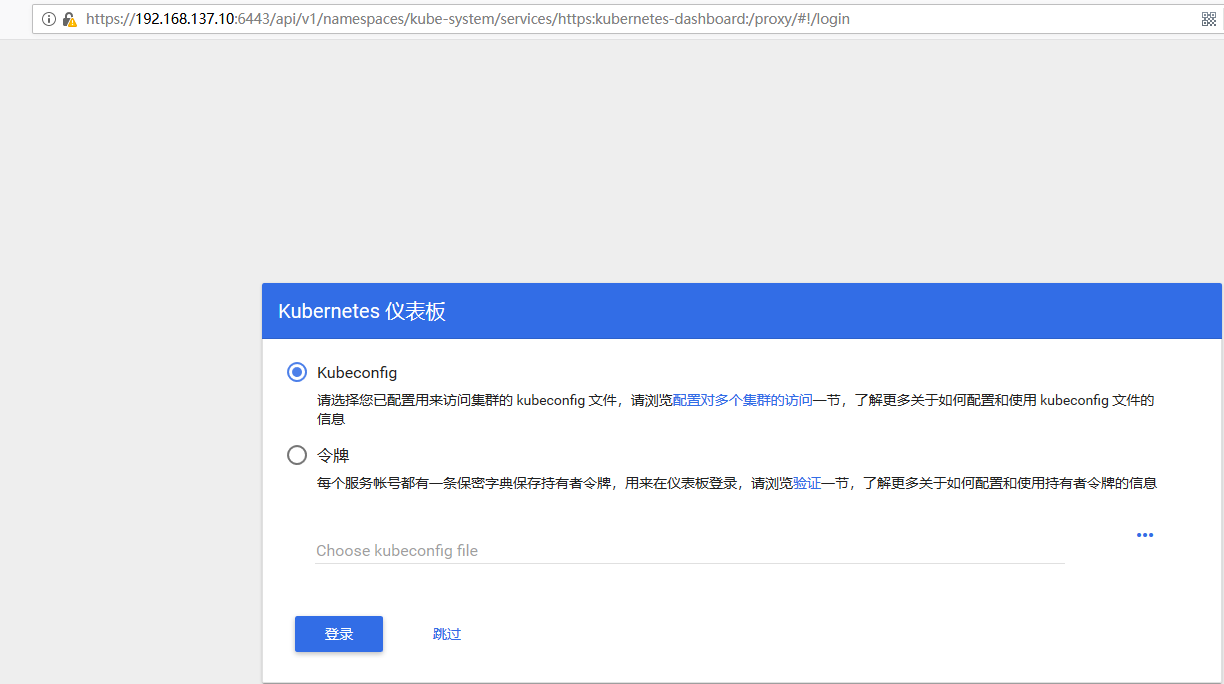 https://192.168.137.10:6443/api/v1/namespaces/kube-system/services/https:kubernetes-dashboard:/proxy/#!/login
Kubernetes 仪表板
Kubeconfig
请选择您已配置用来访问集群的 kubeconfig 文件，请浏览配置对多个集群的访问一节，了解更多关于如何配置和使用 kubeconfig 文件的
信息
令牌
每个服务帐号都有一条保密字典保存持有者令牌，用来在仪表板登录，请浏览验证一节，了解更多关于如何配置和使用持有者令牌的信息
Choose kubeconfig file
登录 跳过